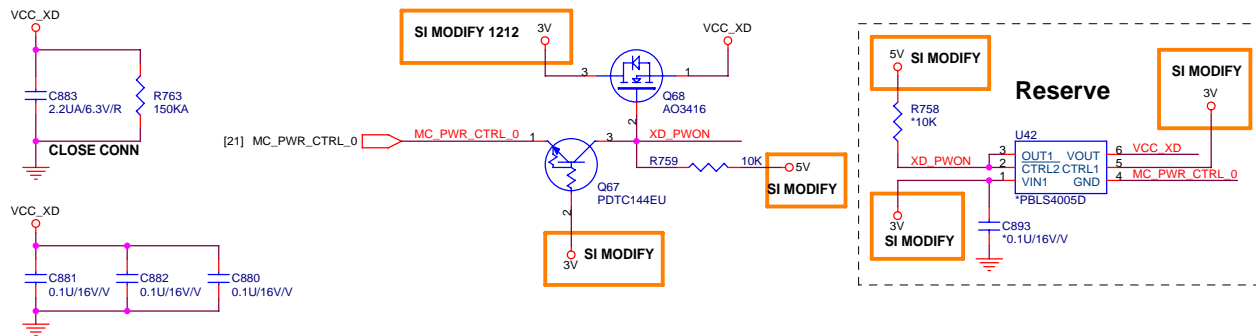 VCC_XD
C883
2.2UA/6.3V/R
R763
150KA
CLOSE CONN
VCC_XD
C881
0.1U/16V/V
C882
0.1U/16V/V
C880
0.1U/16V/V
SI MODIFY 1212
3V
VCC_XD
3
1
Q68
AO3416
2
[21] MC_PWR_CTRL_0
MC_PWR_CTRL_0
1
3
XD_PWON
R759
10K
5V
SI MODIFY
Q67
PDTC144EU
2
3V
SI MODIFY
5V
SI MODIFY
R758
*10K
Reserve
SI MODIFY
3V
U42
XD_PWON
3
OUT1
VOUT
6
VCC_XD
2
CTRL2
CTRL1
5
1
VIN1
GND
4
MC_PWR_CTRL_0
*PBLS4005D
3V
SI MODIFY
C893
*0.1U/16V/V